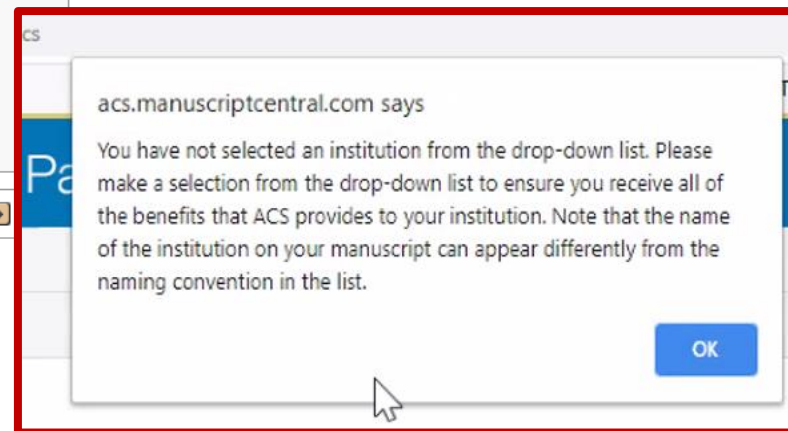 cs
acs.manuscriptcentral.com says
You have not selected an institution from the drop-down list. Please
make a selection from the drop-down list to ensure you receive all of
the benefits that ACS provides to your institution. Note that the name
of the institution on your manuscript can appear differently from the
naming convention in the list.
Pa
OK